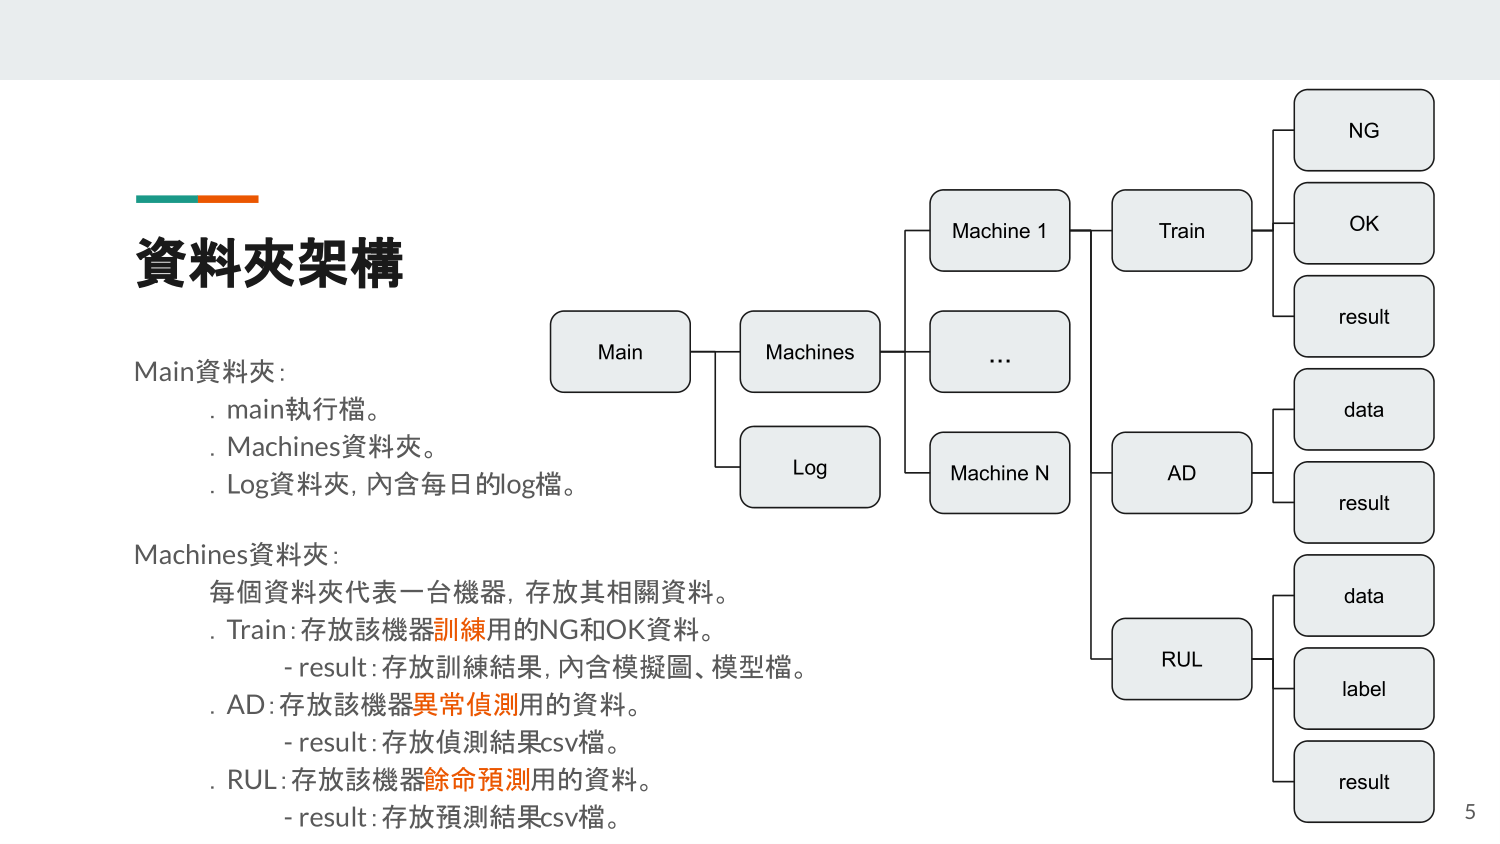 資料夾架構
Main資料夾：
. main執行檔。
. Machines資料夾。
. Log資料夾，內含每日的log檔。
Machines資料夾：
每個資料夾代表一台機器，存放其相關資料。
. Train：存放該機器訓練用的NG和OK資料。
- result：存放訓練結果，內含模擬圖、模型檔。
. AD：存放該機器異常偵測用的資料。
- result：存放偵測結果csv檔。
. RUL：存放該機器餘命預測用的資料。
- result：存放預測結果csv檔。
Main
Machines
Log
Machine 1
...
Machine N
Train
AD
RUL
NG
OK
result
data
result
data
label
result
5